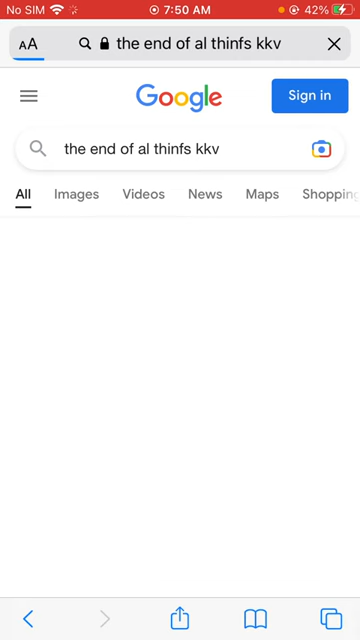 No SIM 7:50 AM 42%
AA the end of al thinfs kkv
Google Sign in
the end of al thinfs kkv
All Images Videos News Maps Shopping